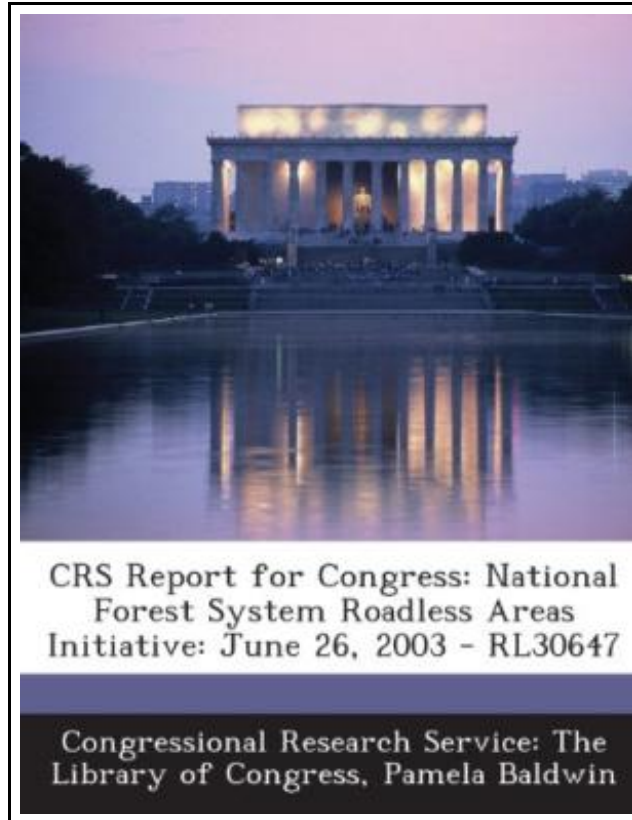 CRS Report for Congress: National
Forest System Roadless Areas
Initiative: June 26, 2003 - RL30647
Congressional Research Service: The
Library of Congress, Pamela Baldwin